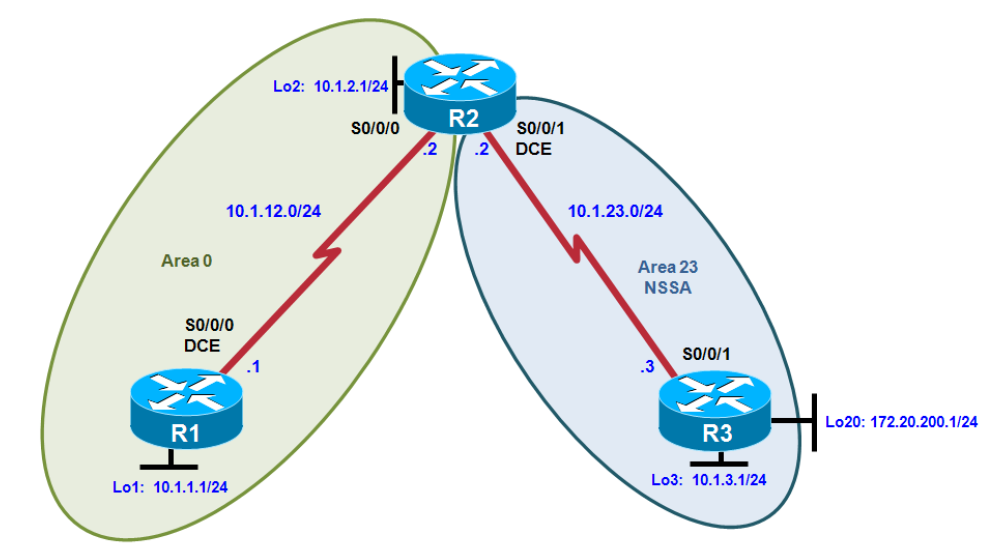 Lo2: 10.1.2.1/24
R2
S0/0/0
S0/0/1
DCE
.2
.2
10.1.12.0/24
10.1.23.0/24
Area 0
Area 23
NSSA
S0/0/0
DCE
.1
S0/0/1
.3
R1
R3
Lo20: 172.20.200.1/24
Lo1: 10.1.1.1/24
Lo3: 10.1.3.1/24